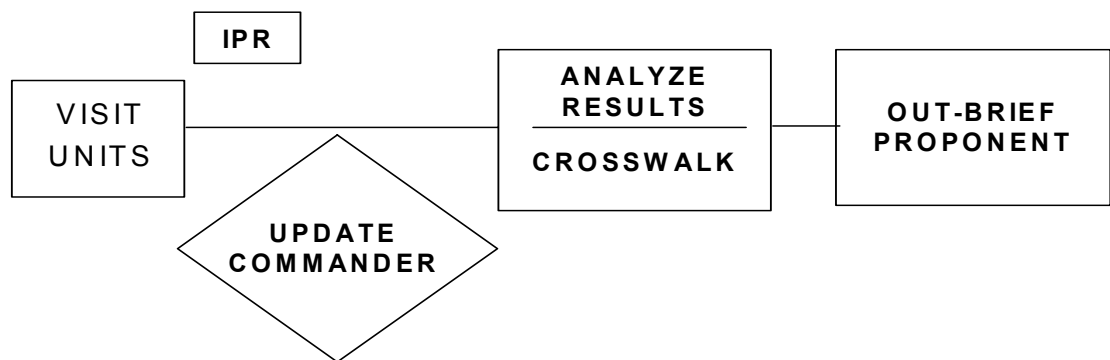 IPR
VISIT
UNITS
UPDATE
COMMANDER
ANALYZE
RESULTS
CROSSWALK
OUT-BRIEF
PROPONENT